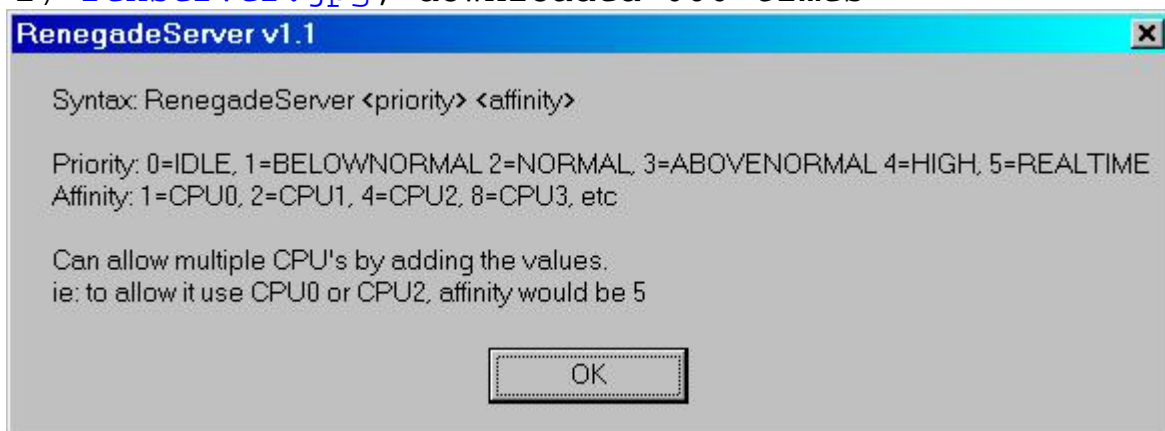 RenegadeServer v1.1
Syntax: RenegadeServer <priority> <affinity>
Priority: 0=IDLE, 1=BELOWNORMAL 2=NORMAL, 3=ABOVENORMAL 4=HIGH, 5=REALTIME
Affinity: 1=CPU0, 2=CPU1, 4=CPU2, 8=CPU3, etc
Can allow multiple CPU's by adding the values.
ie: to allow it use CPU0 or CPU2, affinity would be 5
OK